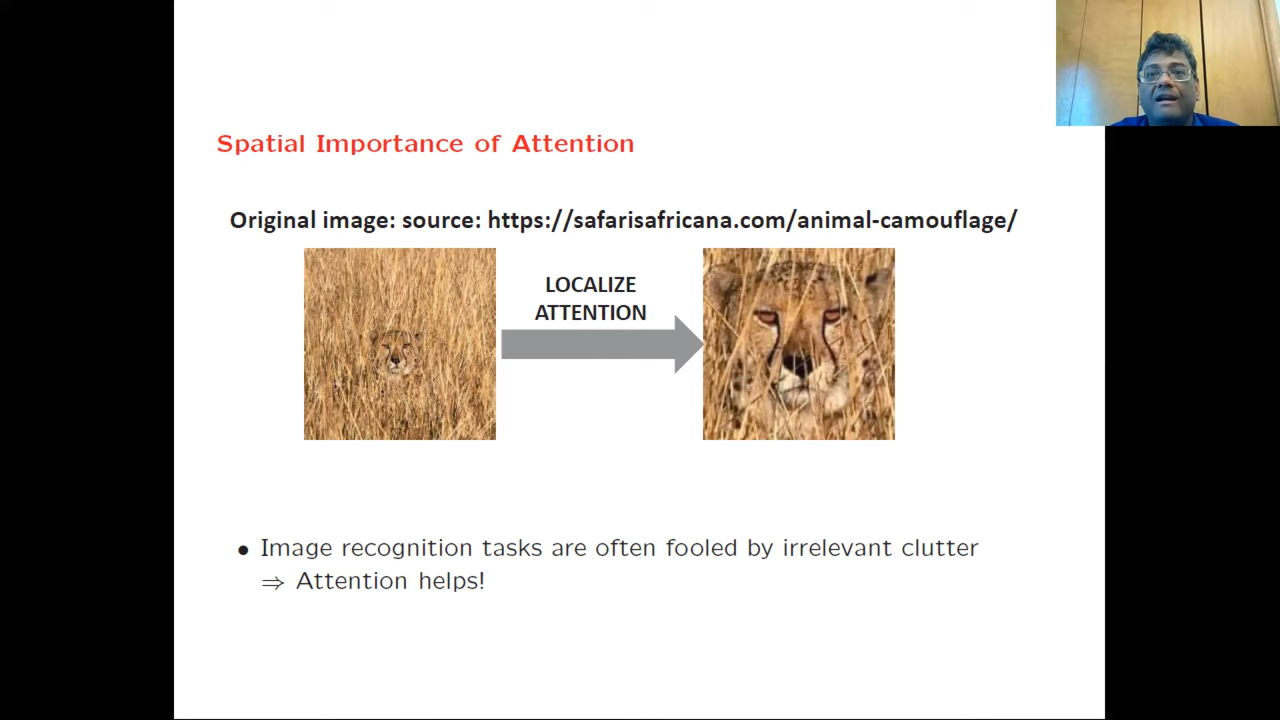 Spatial Importance of Attention
Original image: source: https://safarisafricana.com/animal-camouflage/
LOCALIZE
ATTENTION
• Image recognition tasks are often fooled by irrelevant clutter
⇒ Attention helps!